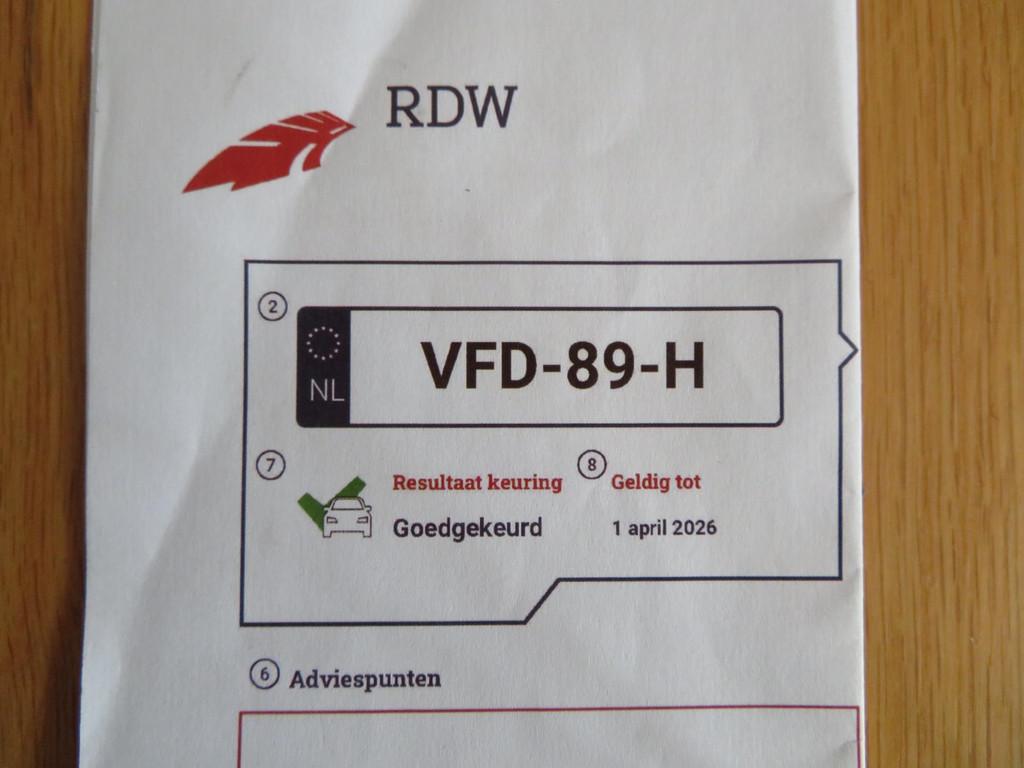 RDW
2
NL
VFD-89-H
7
Resultaat keuring
Goedgekeurd
8
Geldig tot
1 april 2026
6 Adviespunten